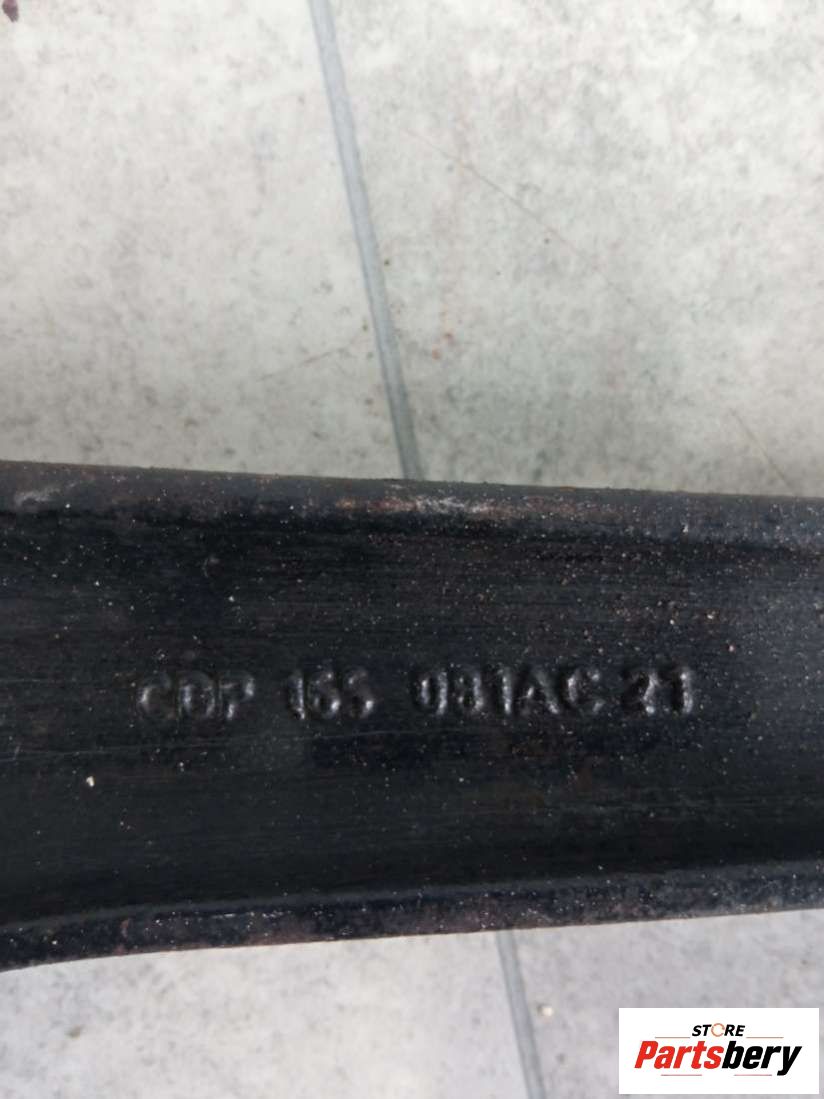 CDP 155 081AC 21
STORE
Partsbery